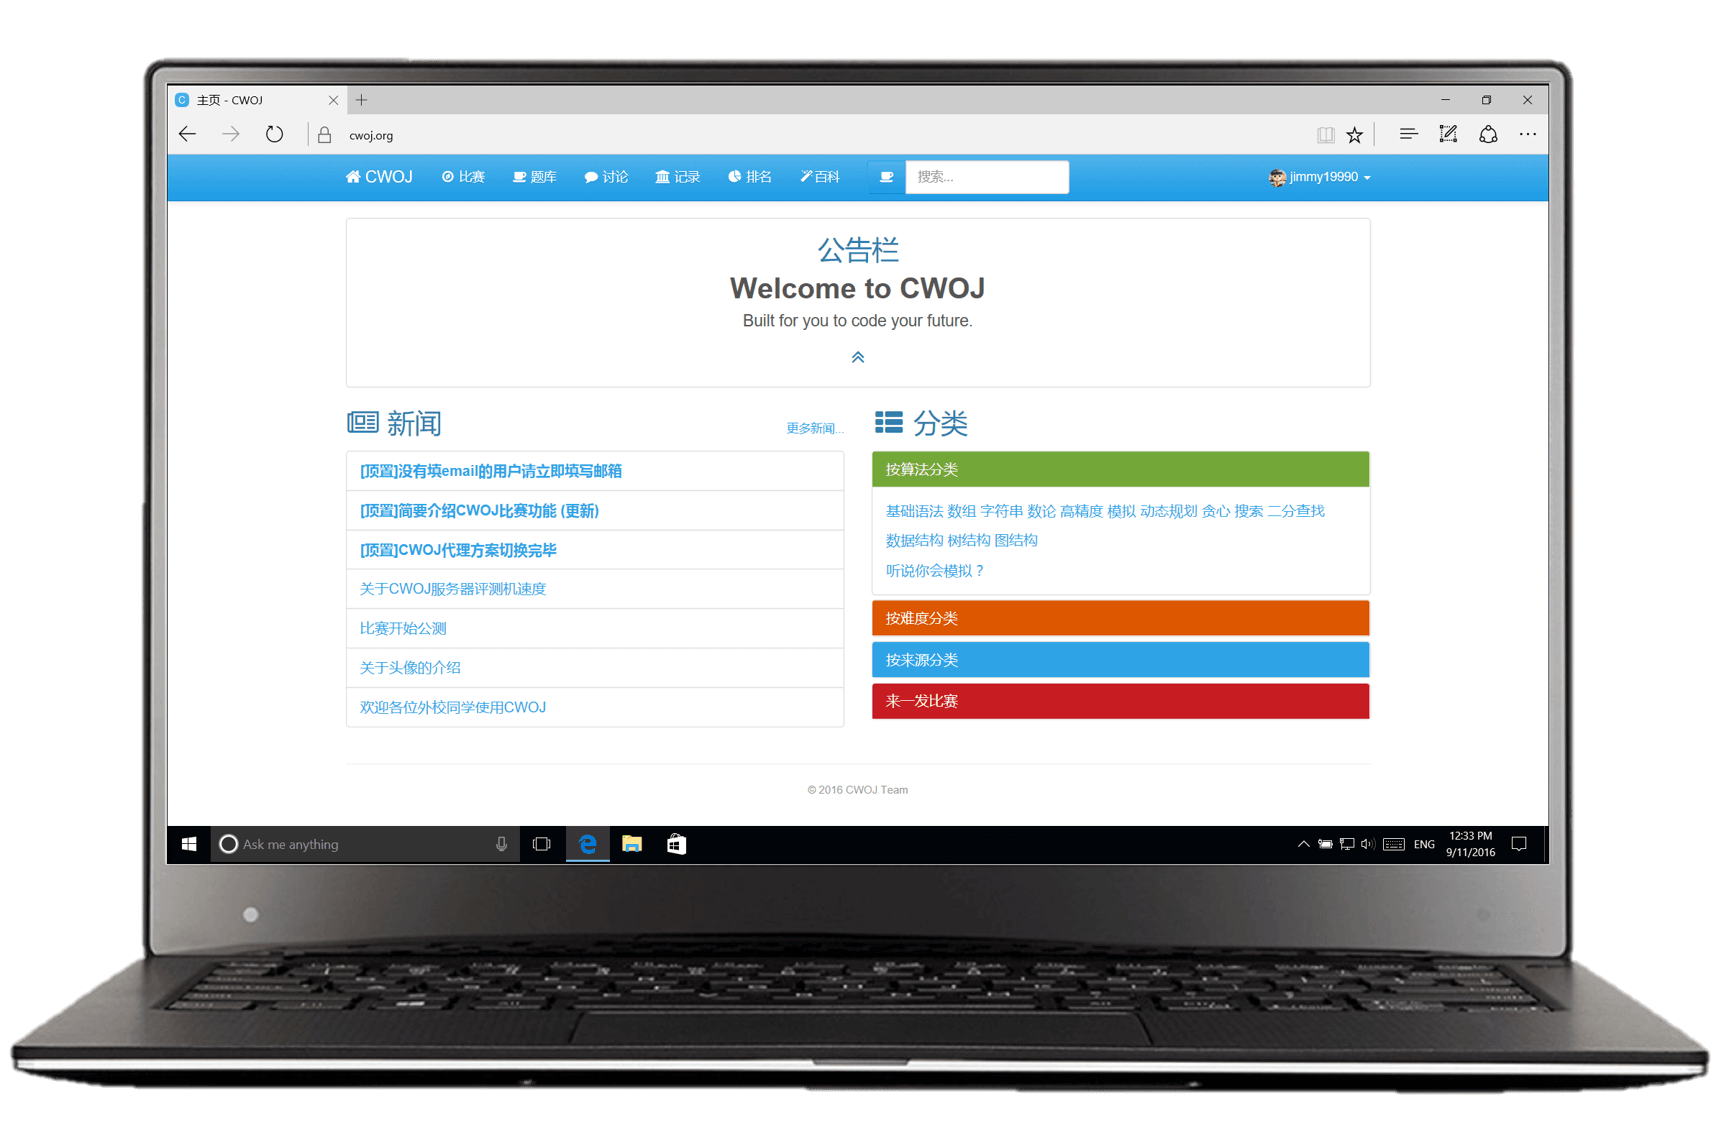 主页 - CWOJ
cwoj.org
CWOJ 比赛 题库 讨论 记录 排名 百科 搜索... jimmy19990
公告栏
Welcome to CWOJ
Built for you to code your future.
新闻 更多新闻...
[顶置]没有填email的用户请立即填写邮箱
[顶置]简要介绍CWOJ比赛功能 (更新)
[顶置]CWOJ代理方案切换完毕
关于CWOJ服务器评测机速度
比赛开始公测
关于头像的介绍
欢迎各位外校同学使用CWOJ
分类
按算法分类
基础语法 数组 字符串 数论 高精度 模拟 动态规划 贪心 搜索 二分查找
数据结构 树结构 图结构
听说你会模拟？
按难度分类
按来源分类
来一发比赛
© 2016 CWOJ Team
Ask me anything
ENG
12:33 PM
9/11/2016